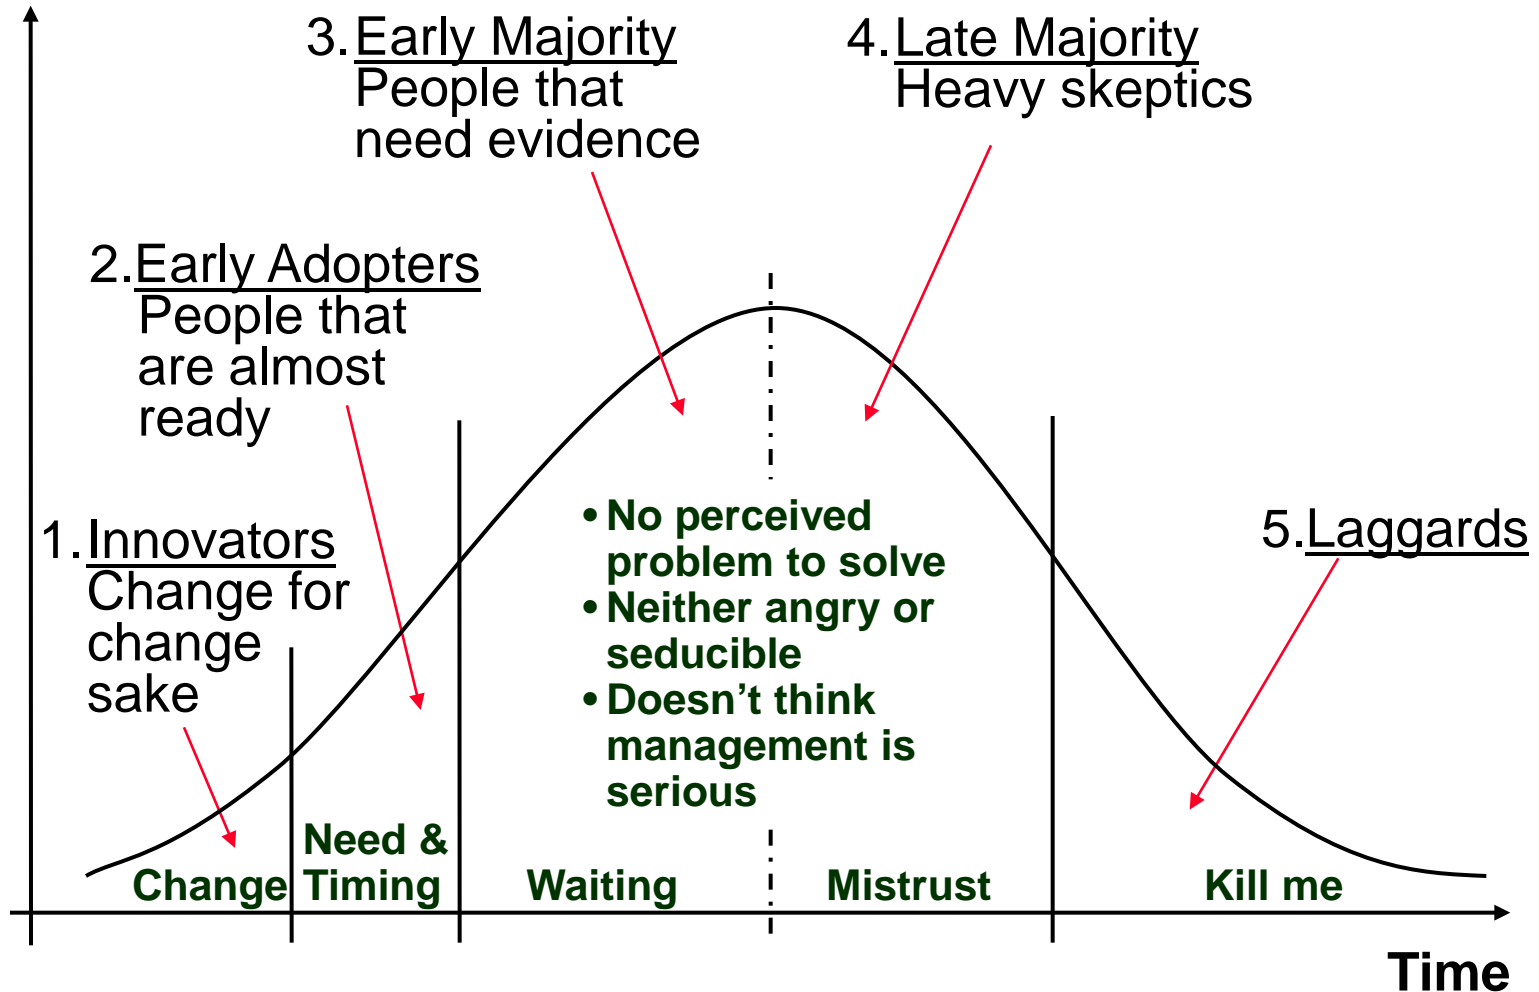 3. Early Majority
People that
need evidence
4. Late Majority
Heavy skeptics
2. Early Adopters
People that
are almost
ready
1. Innovators
Change for
change
sake
5. Laggards
• No perceived
problem to solve
• Neither angry or
seducible
• Doesn’t think
management is
serious
Change
Need &
Timing
Waiting
Mistrust
Kill me
Time